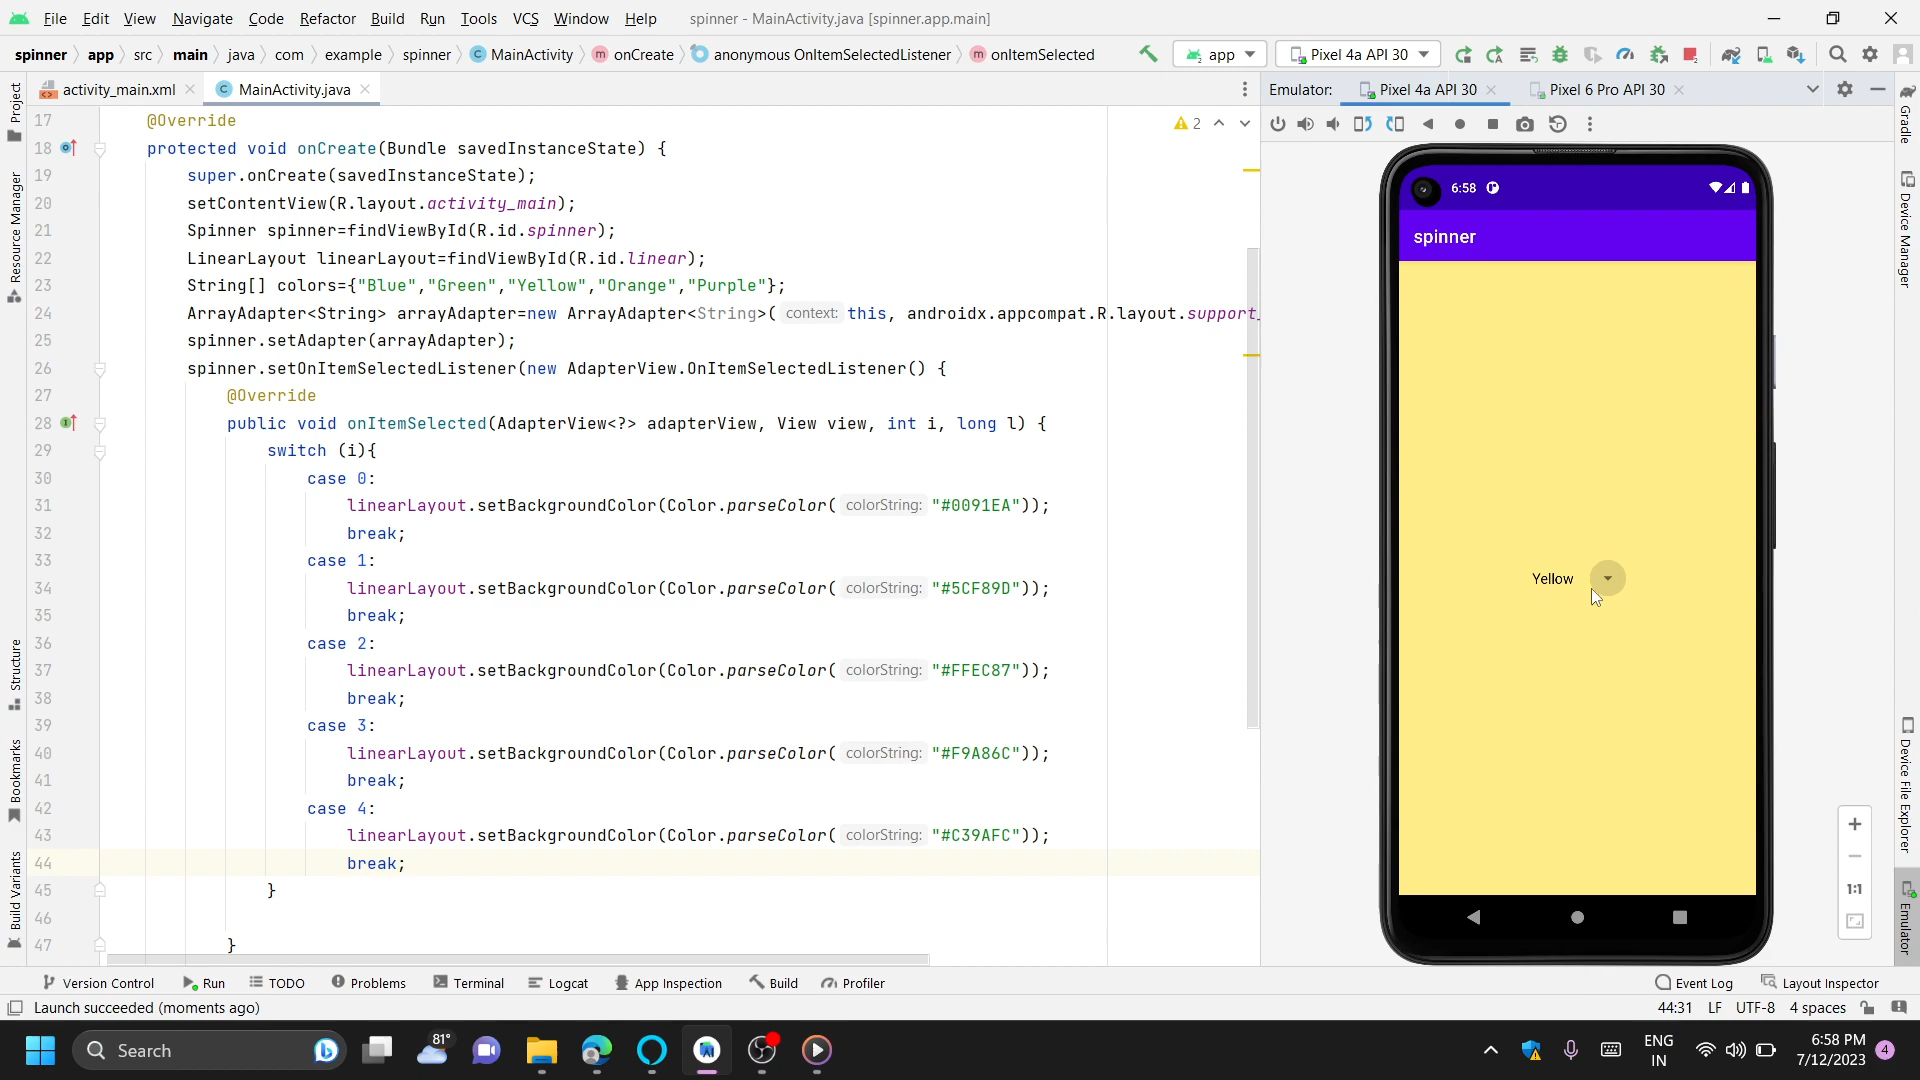 File Edit View Navigate Code Refactor Build Run Tools VCS Window Help spinner - MainActivity.java [spinner.app.main]
spinner app src main java com example spinner C MainActivity m onCreate anonymous OnItemSelectedListener m onItemSelected app Pixel 4a API 30
activity_main.xml C MainActivity.java Emulator: Pixel 4a API 30 Pixel 6 Pro API 30
17 @Override 2
18 protected void onCreate(Bundle savedInstanceState) {
19 super.onCreate(savedInstanceState);
20 setContentView(R.layout.activity_main);
21 Spinner spinner=findViewById(R.id.spinner);
22 LinearLayout linearLayout=findViewById(R.id.linear);
23 String[] colors={"Blue","Green","Yellow","Orange","Purple"};
24 ArrayAdapter<String> arrayAdapter=new ArrayAdapter<String>( context: this, androidx.appcompat.R.layout.support_
25 spinner.setAdapter(arrayAdapter);
26 spinner.setOnItemSelectedListener(new AdapterView.OnItemSelectedListener() {
27 @Override
28 public void onItemSelected(AdapterView<?> adapterView, View view, int i, long l) {
29 switch (i){
30 case 0:
31 linearLayout.setBackgroundColor(Color.parseColor( colorString: "#0091EA"));
32 break;
33 case 1:
34 linearLayout.setBackgroundColor(Color.parseColor( colorString: "#5CF89D"));
35 break;
36 case 2:
37 linearLayout.setBackgroundColor(Color.parseColor( colorString: "#FFEC87"));
38 break;
39 case 3:
40 linearLayout.setBackgroundColor(Color.parseColor( colorString: "#F9A86C"));
41 break;
42 case 4:
43 linearLayout.setBackgroundColor(Color.parseColor( colorString: "#C39AFC"));
44 break;
45 }
46
47 }
6:58
spinner
Yellow
1:1
Project
Resource Manager
Structure
Bookmarks
Build Variants
Gradle
Device Manager
Device File Explorer
Emulator
Version Control Run TODO Problems Terminal Logcat App Inspection Build Profiler Event Log Layout Inspector
Launch succeeded (moments ago) 44:31 LF UTF-8 4 spaces
Search 81° ENG IN 6:58 PM 7/12/2023 4